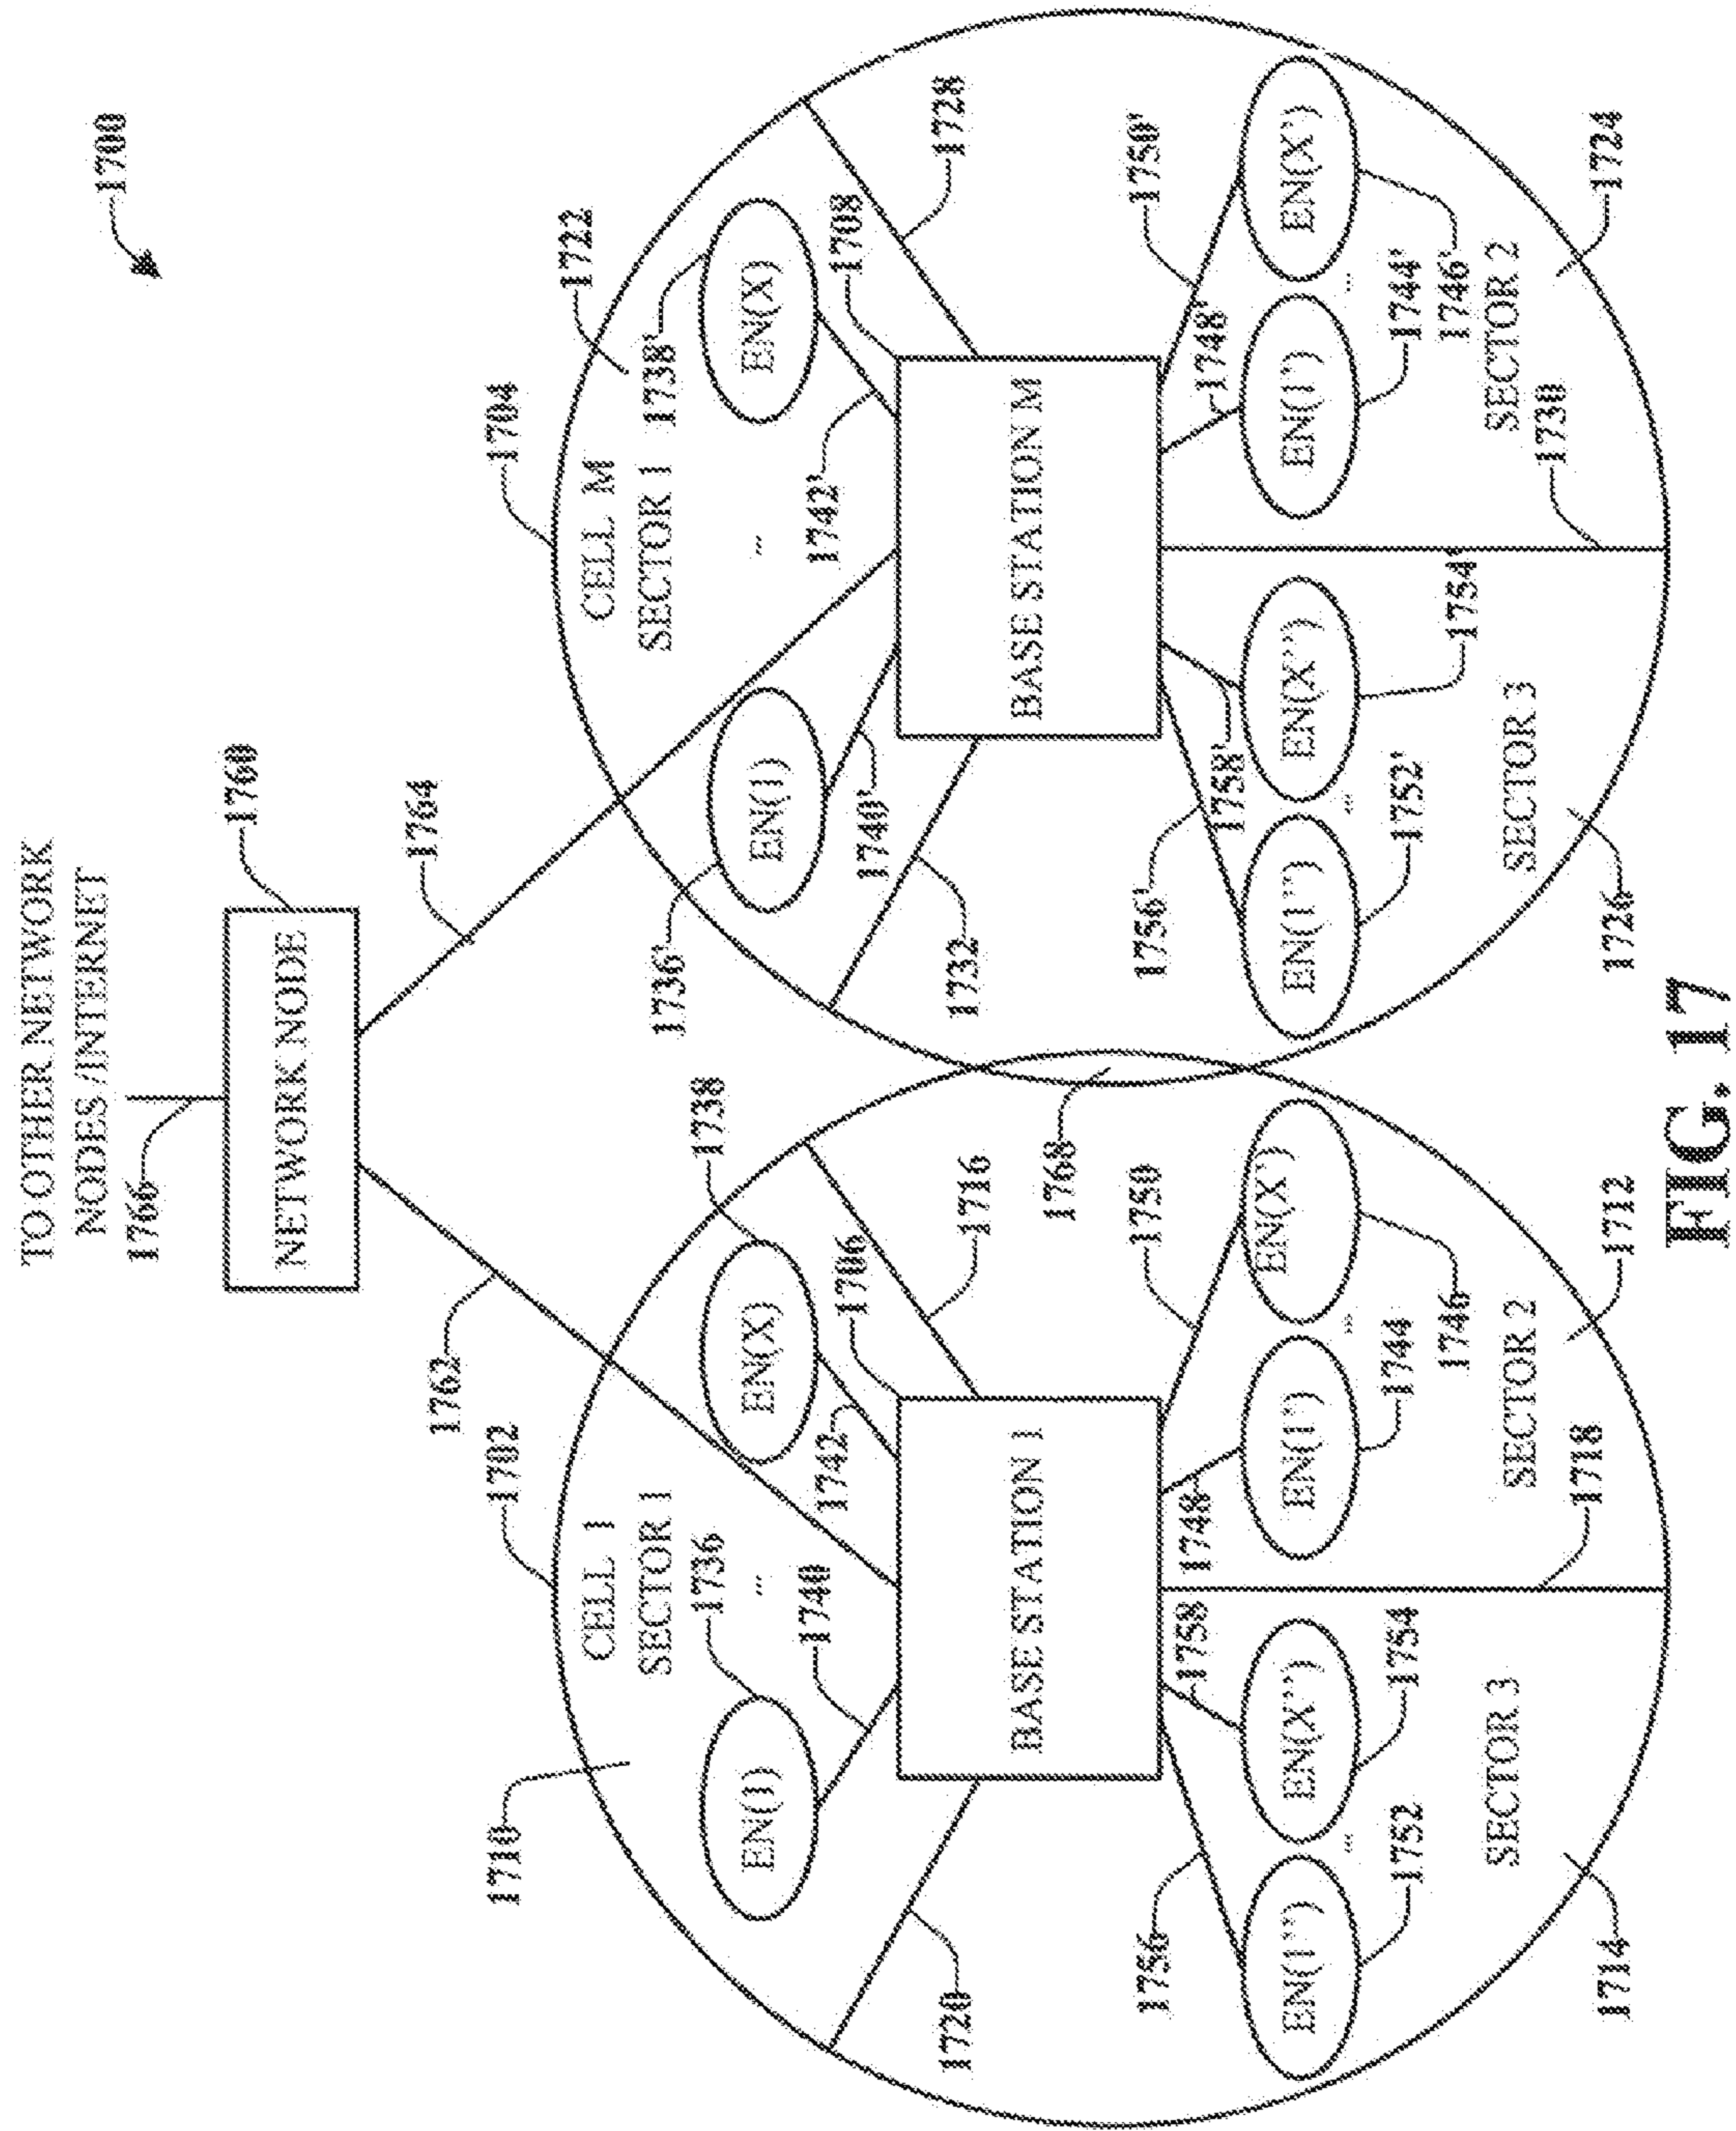 TO OTHER NETWORK
NODES /INTERNET
1700
1766
NETWORK NODE
1760
1762
1764
1702
1704
1710
CELL 1
SECTOR 1
1736
EN(1)
...
EN(X)
1738
1740
1742
1706
1720
BASE STATION 1
1716
1768
1756
1758
1748
1750
EN(1'')
...
EN(X'')
EN(1')
...
EN(X')
1752
1754
1744
1746
SECTOR 3
SECTOR 2
1714
1718
1712
CELL M
SECTOR 1
1722
1736'
EN(1)
...
EN(X)
1738'
1740'
1742'
1708
1732
BASE STATION M
1728
1756'
1758'
1748'
1750'
EN(1'')
...
EN(X'')
EN(1')
...
EN(X')
1752'
1754'
1744'
1746'
SECTOR 3
SECTOR 2
1726
1730
1724
FIG. 17